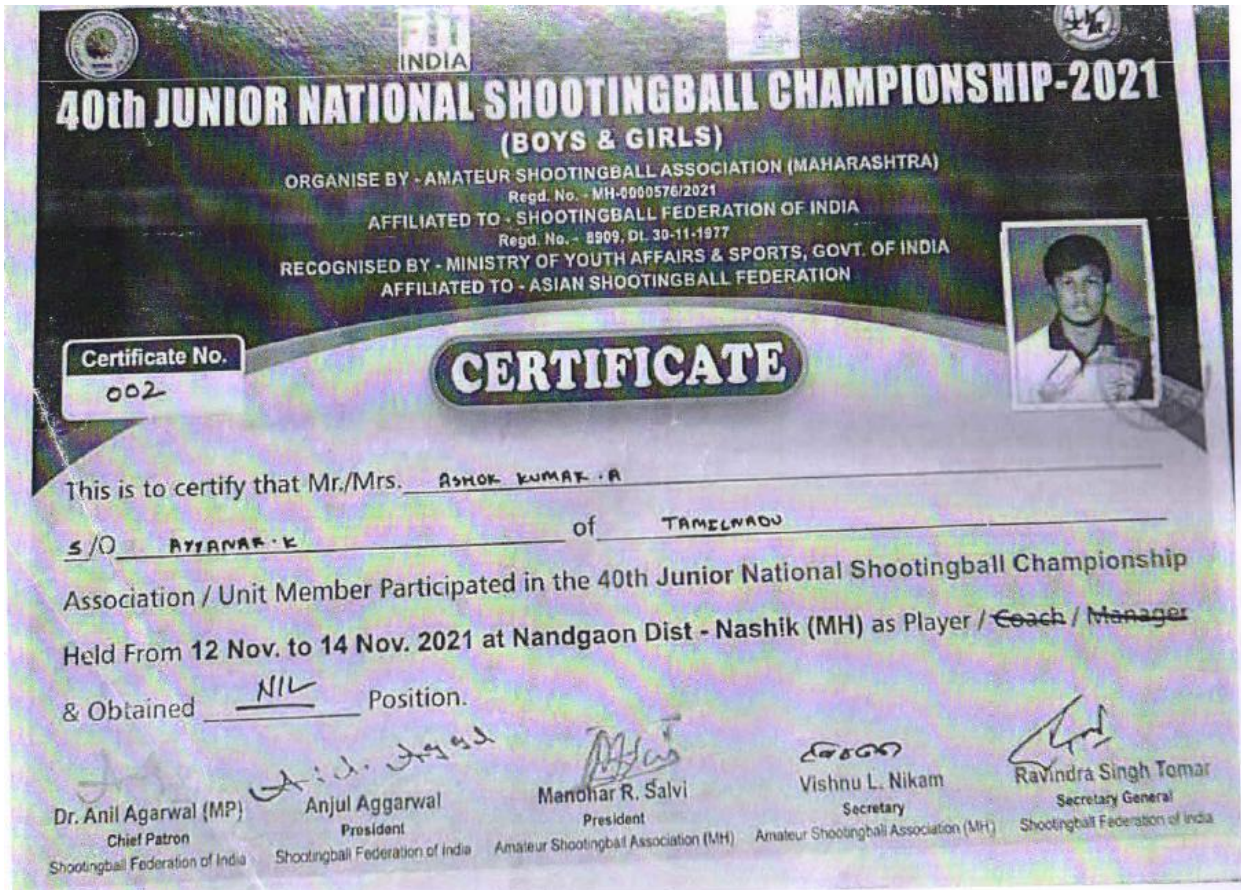 FIT
INDIA
40th JUNIOR NATIONAL SHOOTINGBALL CHAMPIONSHIP-2021
(BOYS & GIRLS)
ORGANISE BY - AMATEUR SHOOTINGBALL ASSOCIATION (MAHARASHTRA)
Regd. No. - MH-0000576/2021
AFFILIATED TO - SHOOTINGBALL FEDERATION OF INDIA
Regd. No. - 8909, Dt. 30-11-1977
RECOGNISED BY - MINISTRY OF YOUTH AFFAIRS & SPORTS, GOVT. OF INDIA
AFFILIATED TO - ASIAN SHOOTINGBALL FEDERATION
Certificate No.
002
CERTIFICATE
This is to certify that Mr./Mrs. ASHOK KUMAR . A
S/O AYYANAR . K of TAMELNADU
Association / Unit Member Participated in the 40th Junior National Shootingball Championship
Held From 12 Nov. to 14 Nov. 2021 at Nandgaon Dist - Nashik (MH) as Player / Coach / Manager
& Obtained NIL Position.
Dr. Anil Agarwal (MP) Anjul Aggarwal Manohar R. Salvi Vishnu L. Nikam Ravindra Singh Tomar
Chief Patron President President Secretary Secretary General
Shootingball Federation of India Shootingball Federation of India Amateur Shootingball Association (MH) Amateur Shootingball Association (MH) Shootingball Federation of India